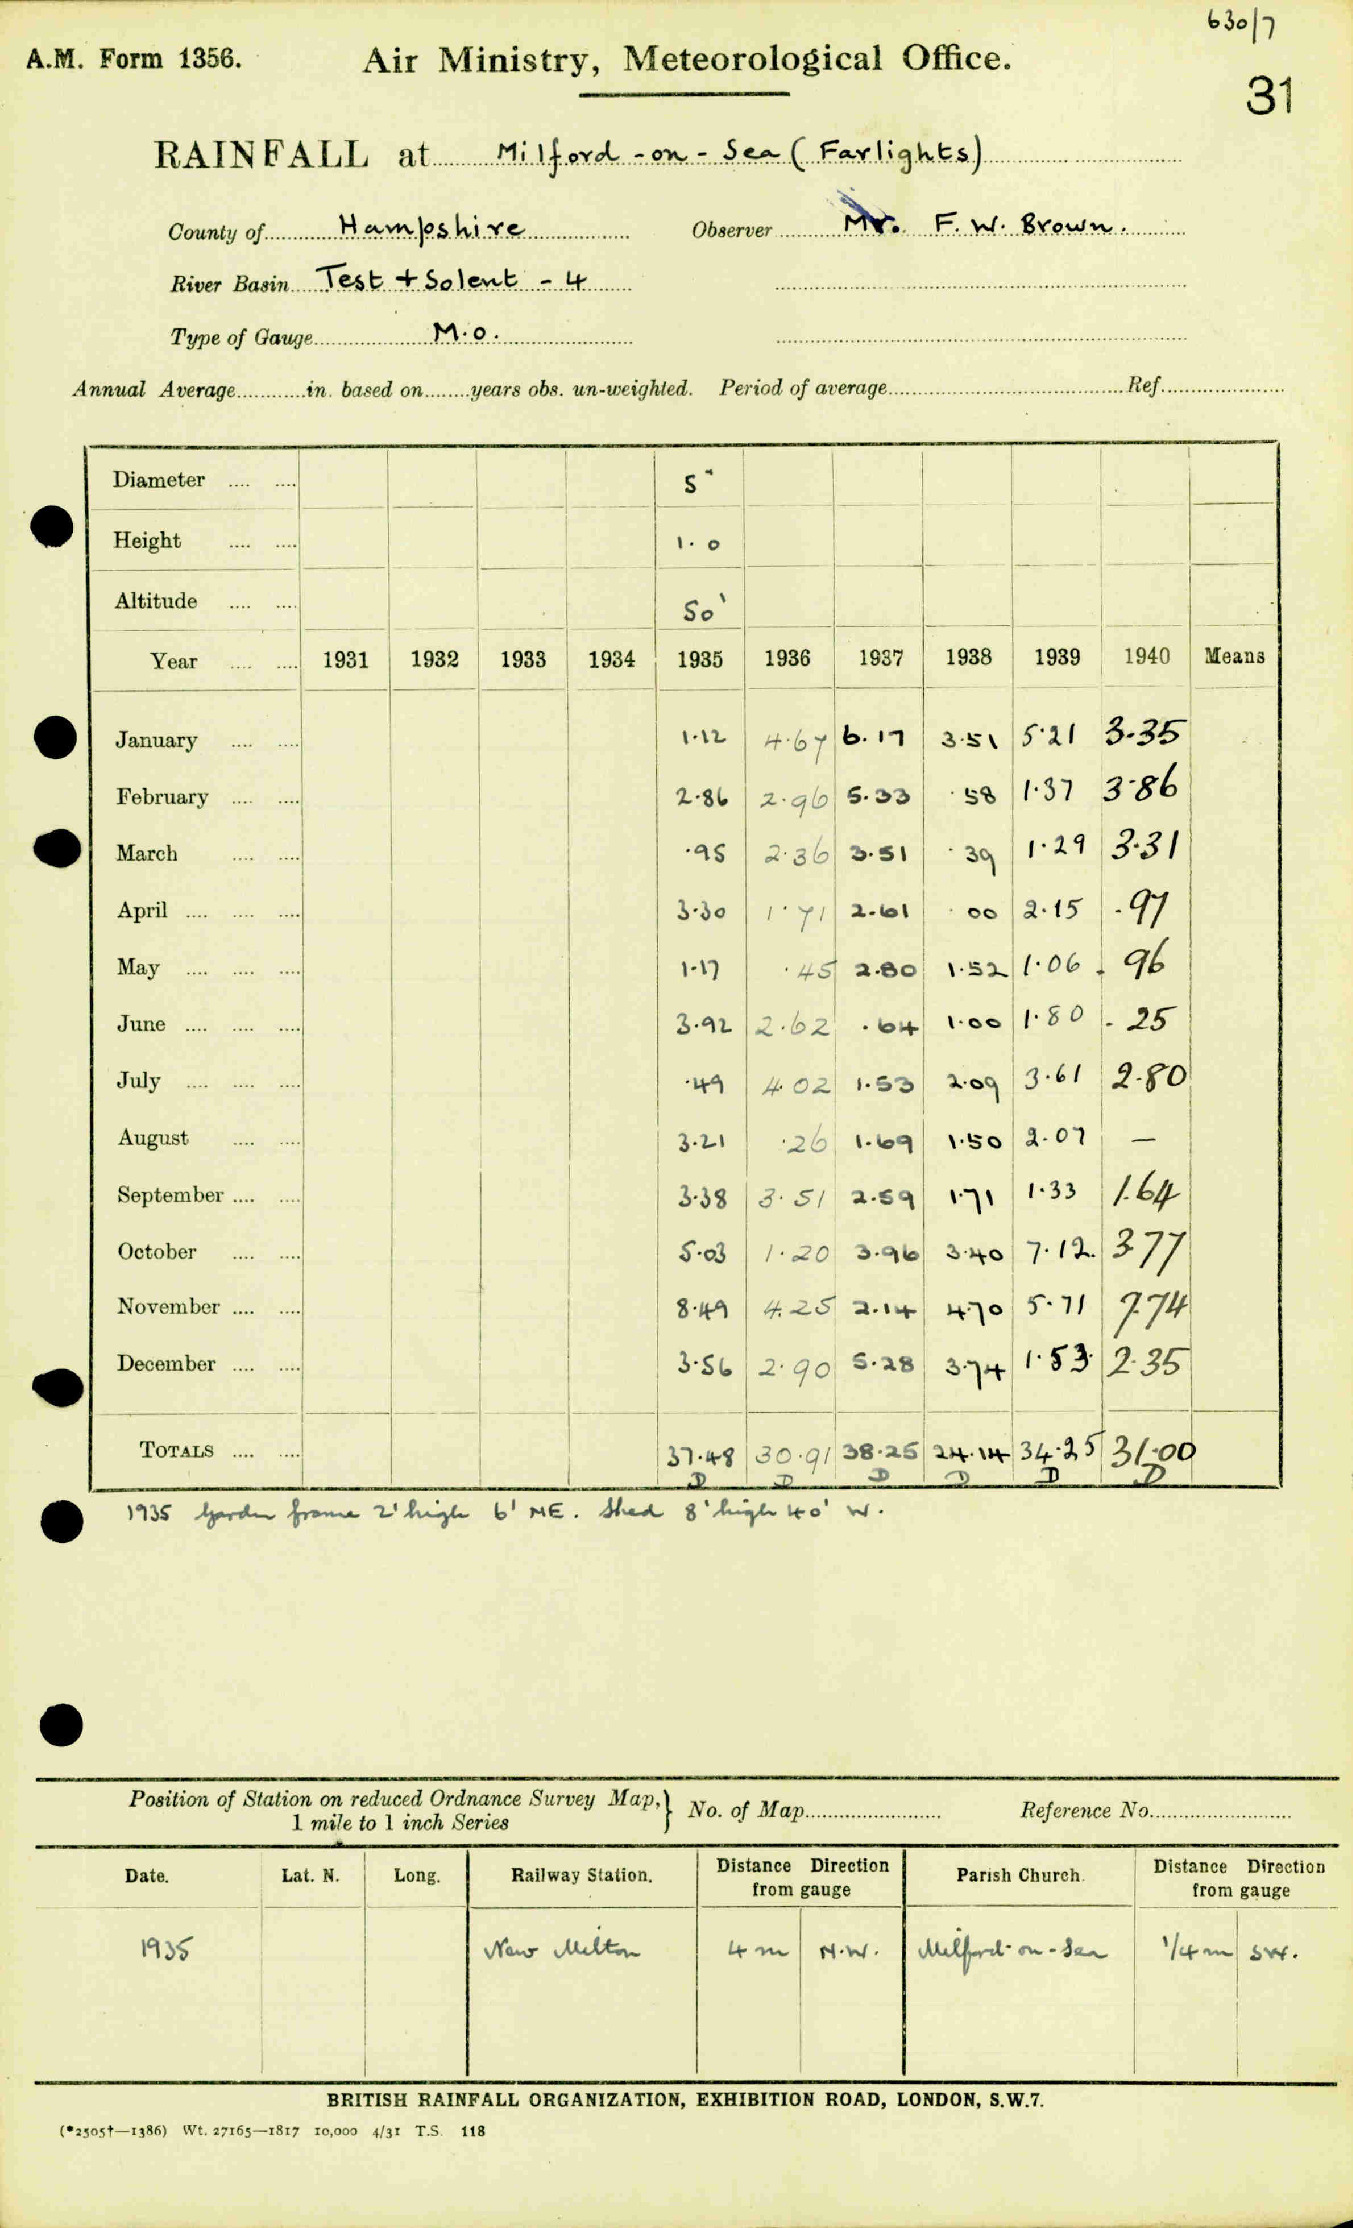 630/7
A.M. Form 1356. Air Ministry, Meteorological Office.
31
RAINFALL at Milford-on-Sea (Farlights)
County of Hampshire Observer Mr. F. W. Brown.
River Basin Test + Solent - 4
Type of Gauge M.O.
Annual Average in. based on years obs. un-weighted. Period of average Ref.
Diameter 5"
Height 1.0
Altitude 50'
Year 1931 1932 1933 1934 1935 1936 1937 1938 1939 1940 Means
January 1.12 4.67 6.17 3.51 5.21 3.35
February 2.86 2.96 5.33 .58 1.37 3.86
March .95 2.36 3.51 .39 1.29 3.31
April 3.30 1.71 2.61 .00 2.15 .97
May 1.17 .45 2.80 1.52 1.06 .96
June 3.92 2.62 .64 1.00 1.80 .25
July .49 4.02 1.53 2.09 3.61 2.80
August 3.21 .26 1.69 1.50 2.07 —
September 3.38 3.51 2.59 1.71 1.33 1.64
October 5.03 1.20 3.96 3.40 7.12 3.77
November 8.49 4.25 2.14 4.70 5.71 7.74
December 3.56 2.90 5.28 3.74 1.53 2.35
TOTALS 37.48 30.91 38.25 24.14 34.25 31.00
D D D D D D
1935 Garden frame 2' high 6' NE. Shed 8' high 40' W.
Position of Station on reduced Ordnance Survey Map, } No. of Map Reference No.
1 mile to 1 inch Series
Date. Lat. N. Long. Railway Station. Distance Direction from gauge Parish Church. Distance Direction from gauge
1935 New Milton 4 m N.W. Milford-on-Sea 1/4 m SW.
BRITISH RAINFALL ORGANIZATION, EXHIBITION ROAD, LONDON, S.W.7.
(*2505†—1386) Wt. 27165—1817 10,000 4/31 T.S. 118